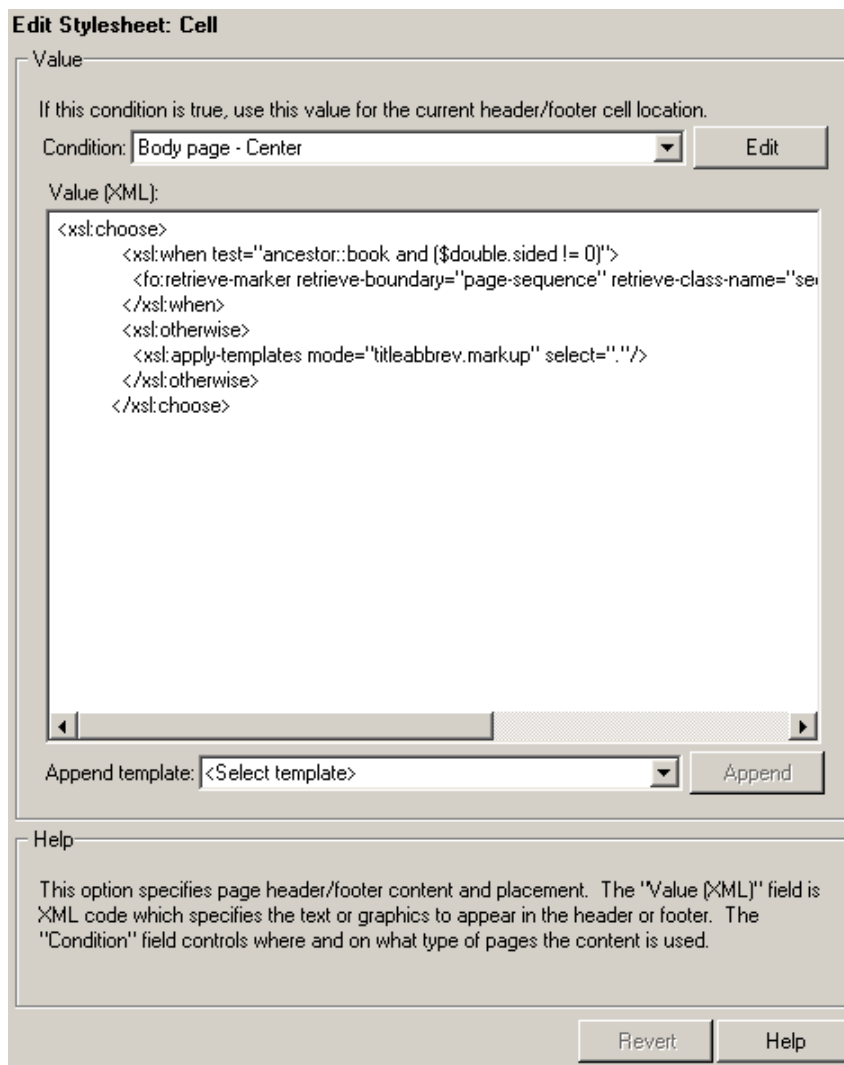 Edit Stylesheet: Cell
Value
If this condition is true, use this value for the current header/footer cell location.
Condition: Body page - Center Edit
Value (XML):
<xsl:choose>
<xsl:when test="ancestor::book and ($double.sided != 0)">
<fo:retrieve-marker retrieve-boundary="page-sequence" retrieve-class-name="sec
</xsl:when>
<xsl:otherwise>
<xsl:apply-templates mode="titleabbrev.markup" select="."/>
</xsl:otherwise>
</xsl:choose>
Append template: <Select template> Append
Help
This option specifies page header/footer content and placement. The "Value (XML)" field is
XML code which specifies the text or graphics to appear in the header or footer. The
"Condition" field controls where and on what type of pages the content is used.
Revert Help